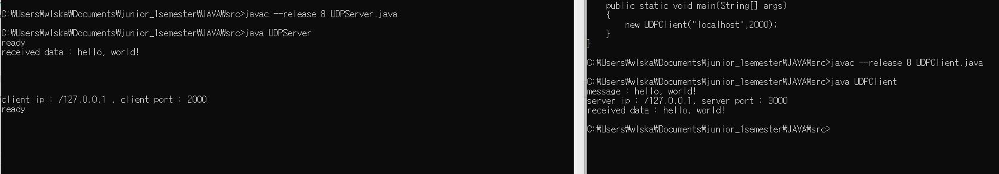 C:\Users\wlska\Documents\junior_1semester\JAVA\src>javac --release 8 UDPServer.java
C:\Users\wlska\Documents\junior_1semester\JAVA\src>java UDPServer
ready
received data : hello, world!
client ip : /127.0.0.1 , client port : 2000
ready
public static void main(String[] args)
{
new UDPClient("localhost",2000);
}
}
C:₩Users₩wlska₩Documents₩junior_1semester₩JAVA₩src>javac --release 8 UDPClient.java
C:₩Users₩wlska₩Documents₩junior_1semester₩JAVA₩src>java UDPClient
message : hello, world!
server ip : /127.0.0.1, server port : 3000
received data : hello, world!
C:₩Users₩wlska₩Documents₩junior_1semester₩JAVA₩src>